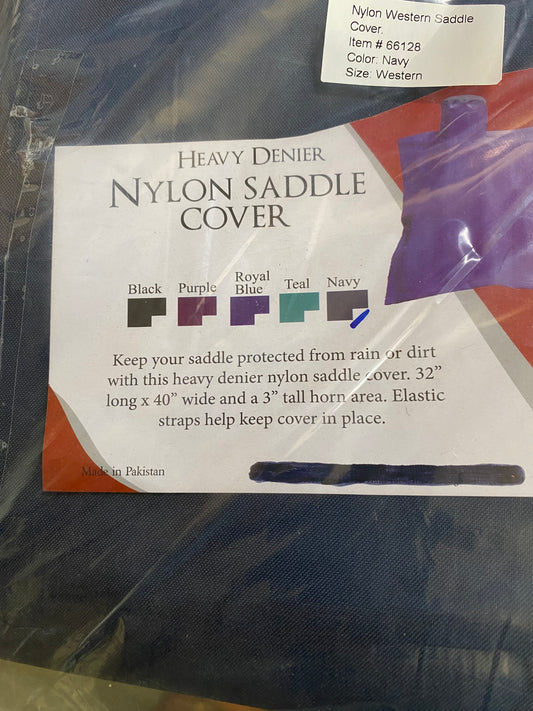 Nylon Western Saddle
Cover.
Item # 66128
Color: Navy
Size: Western
HEAVY DENIER
NYLON SADDLE
COVER
Black Purple Royal Blue Teal Navy
Keep your saddle protected from rain or dirt
with this heavy denier nylon saddle cover. 32”
long x 40” wide and a 3” tall horn area. Elastic
straps help keep cover in place.
Made in Pakistan